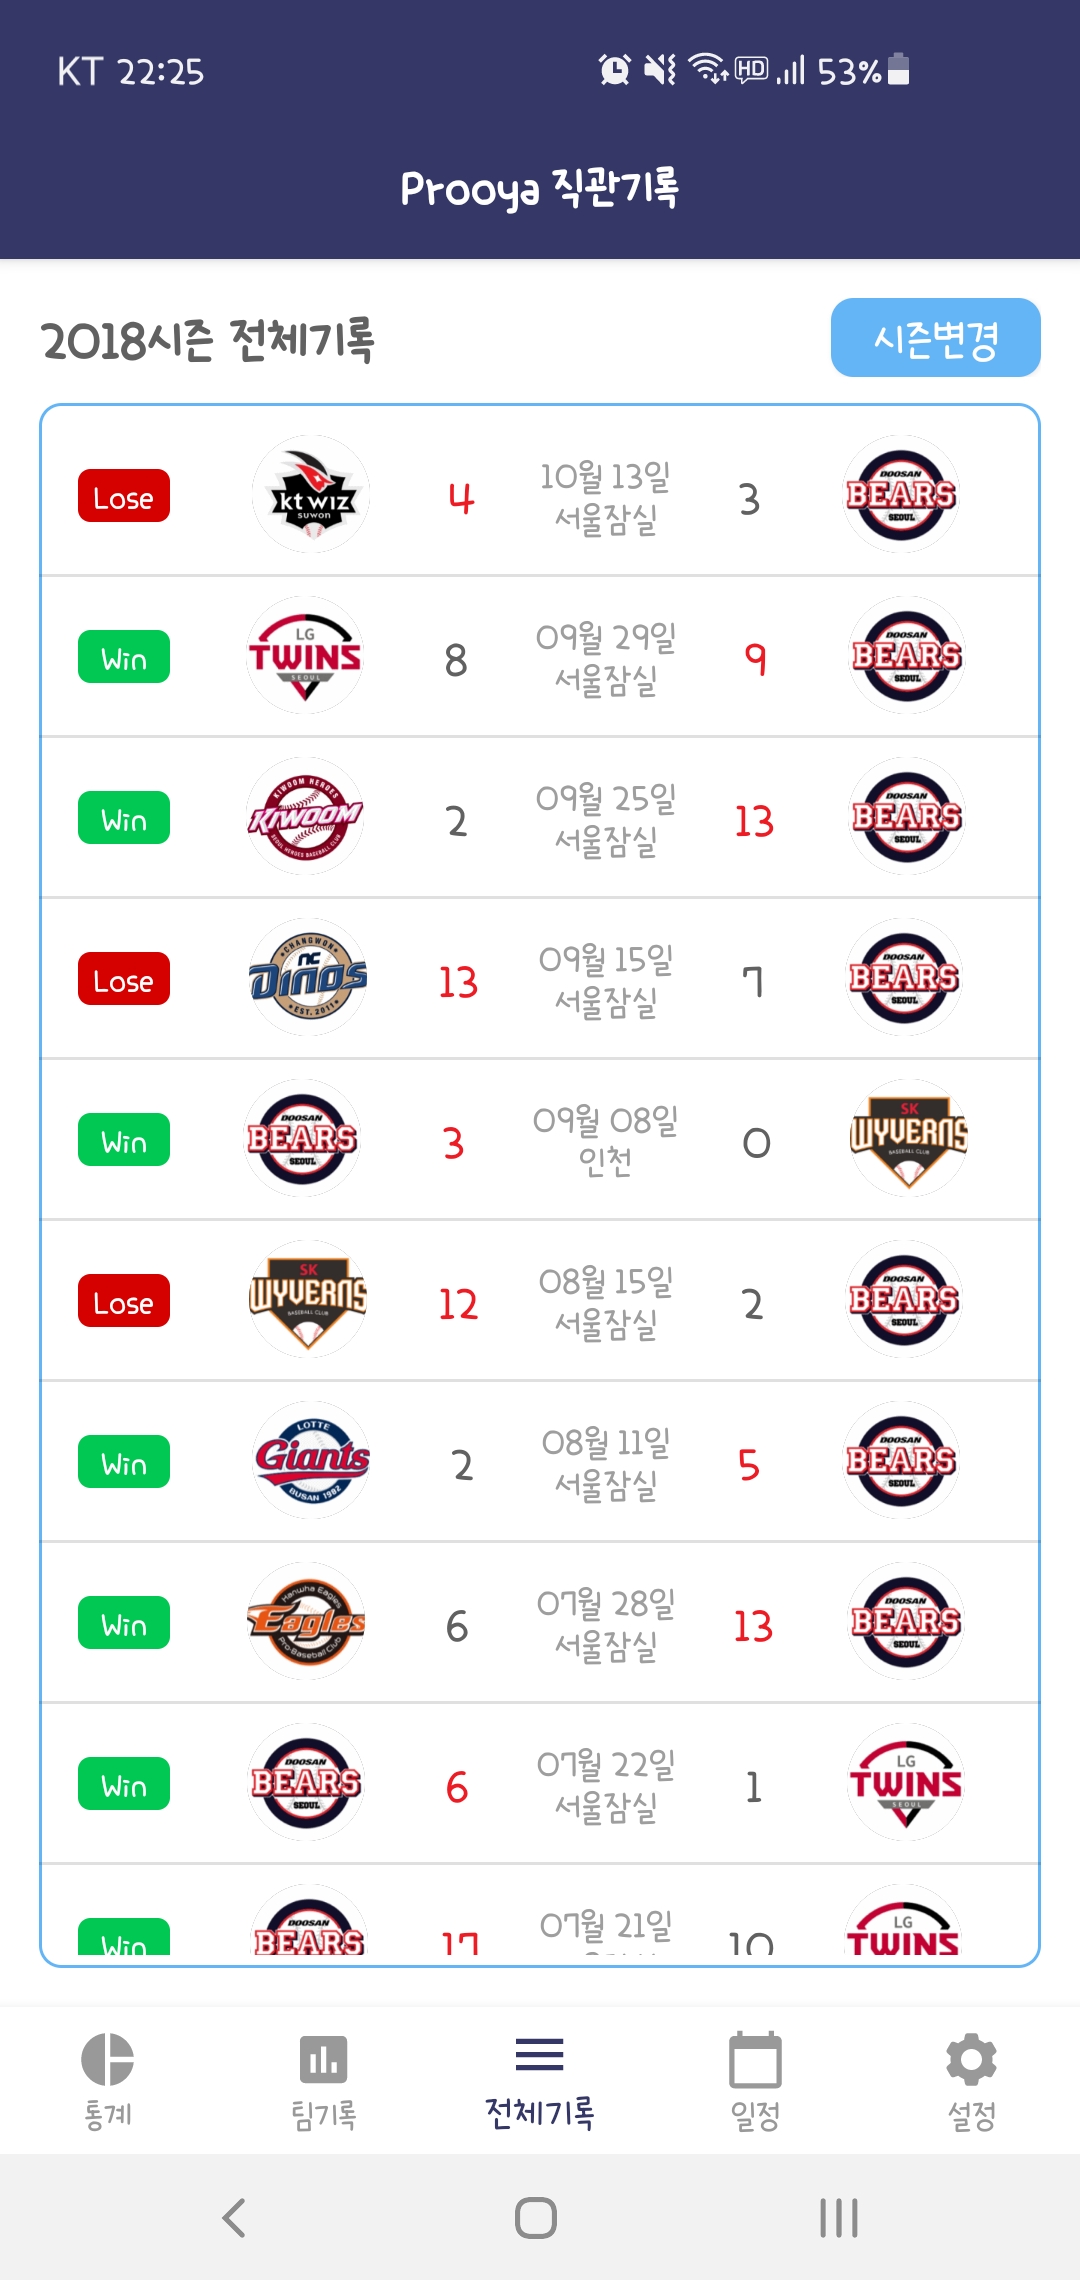 KT 22:25
HD
53%
Prooya 직관기록
2018시즌 전체기록
시즌변경
Lose
kt wiz
suwon
4
10월 13일
서울잠실
3
DOOSAN
BEARS
SEOUL
Win
LG
TWINS
SEOUL
8
09월 29일
서울잠실
9
DOOSAN
BEARS
SEOUL
Win
KIWOOM HEROES
KIWOOM
SEOUL HEROES BASEBALL CLUB
2
09월 25일
서울잠실
13
DOOSAN
BEARS
SEOUL
Lose
CHANGWON
NC
DINOS
EST. 2011
13
09월 15일
서울잠실
7
DOOSAN
BEARS
SEOUL
Win
DOOSAN
BEARS
SEOUL
3
09월 08일
인천
0
SK
WYVERNS
BASEBALL CLUB
Lose
SK
WYVERNS
BASEBALL CLUB
12
08월 15일
서울잠실
2
DOOSAN
BEARS
SEOUL
Win
LOTTE
Giants
BUSAN 1982
2
08월 11일
서울잠실
5
DOOSAN
BEARS
SEOUL
Win
Hanwha Eagles
Eagles
Pro-Baseball Club
6
07월 28일
서울잠실
13
DOOSAN
BEARS
SEOUL
Win
DOOSAN
BEARS
SEOUL
6
07월 22일
서울잠실
1
LG
TWINS
SEOUL
Win
DOOSAN
BEARS
17
07월 21일
10
LG
TWINS
통계
팀기록
전체기록
일정
설정